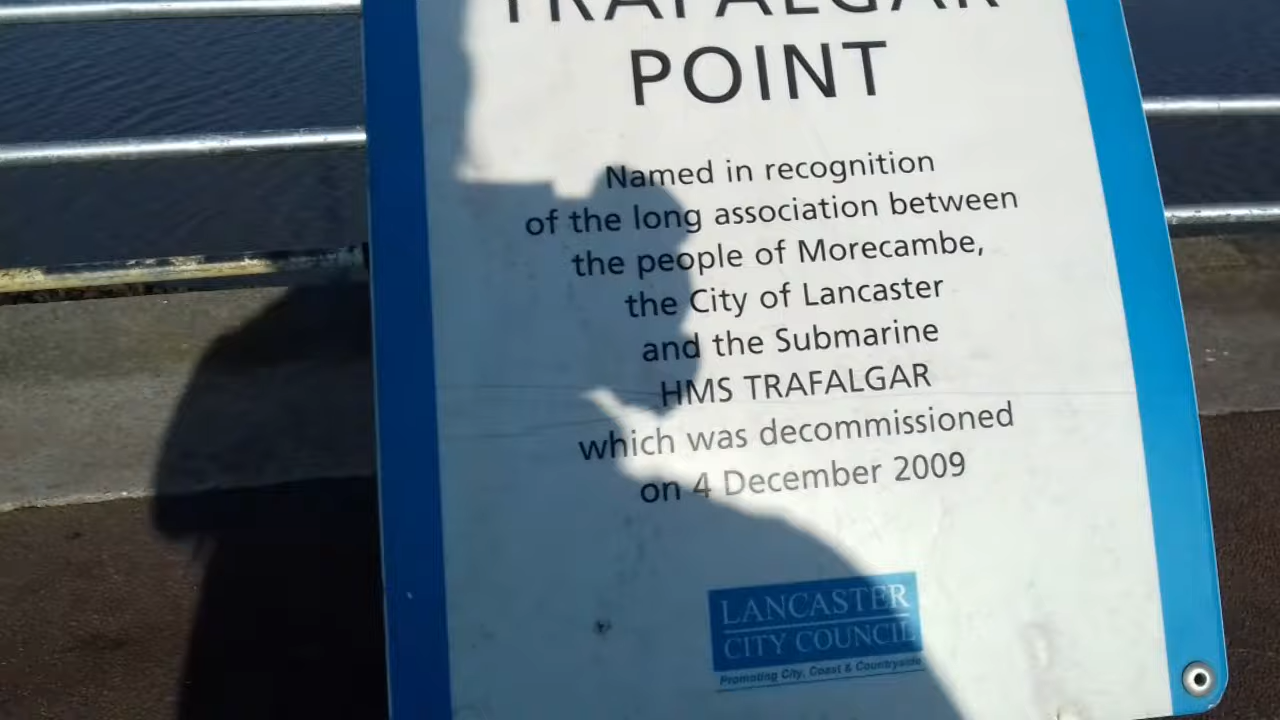 TRAFALGAR
POINT
Named in recognition
of the long association between
the people of Morecambe,
the City of Lancaster
and the Submarine
HMS TRAFALGAR
which was decommissioned
on 4 December 2009
LANCASTER
CITY COUNCIL
Promoting City, Coast & Countryside